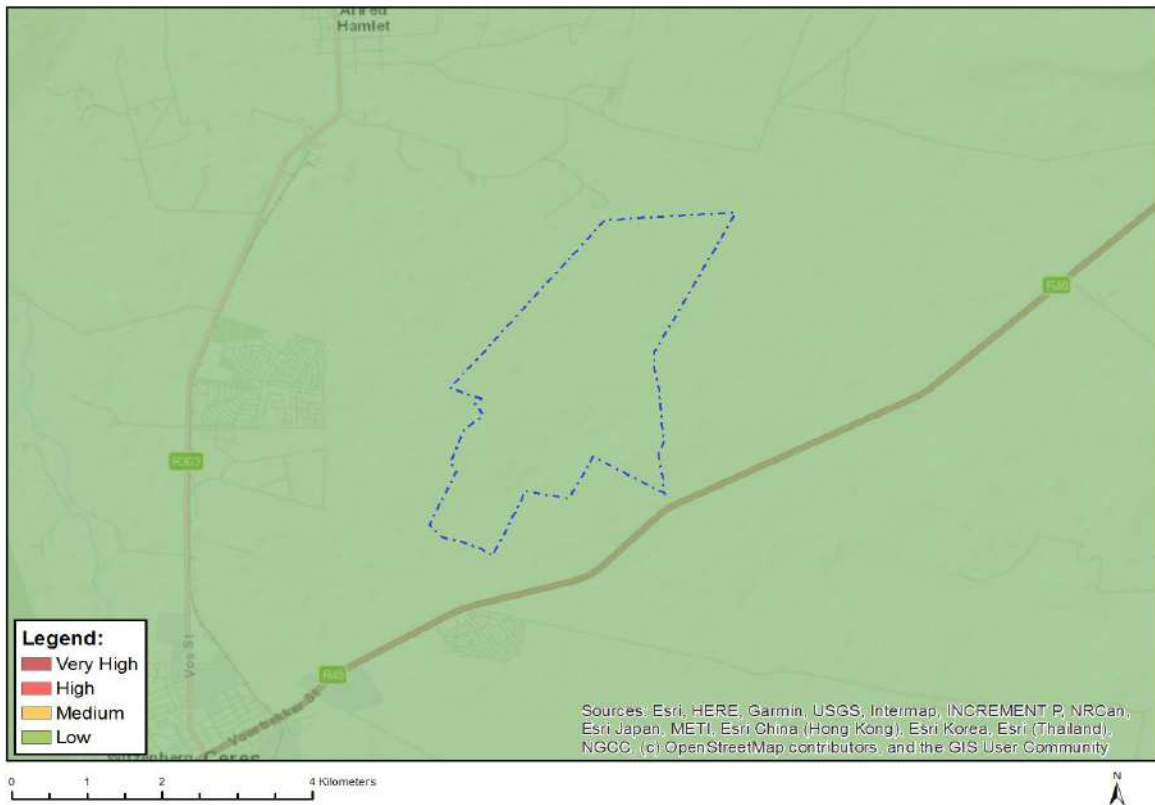 Alfred
Hamlet
R46
R303
Vos St
R46
Voortrekker St
Witzenberg
Ceres
Legend:
Very High
High
Medium
Low
Sources: Esri, HERE, Garmin, USGS, Intermap, INCREMENT P, NRCan,
Esri Japan, METI, Esri China (Hong Kong), Esri Korea, Esri (Thailand),
NGCC, (c) OpenStreetMap contributors, and the GIS User Community
0 1 2 4 Kilometers
N